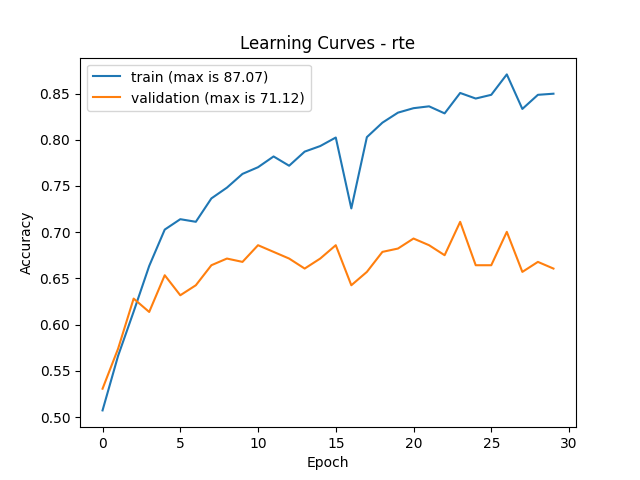 Learning Curves - rte
train (max is 87.07)
validation (max is 71.12)
Accuracy
0.85
0.80
0.75
0.70
0.65
0.60
0.55
0.50
0 5 10 15 20 25 30
Epoch